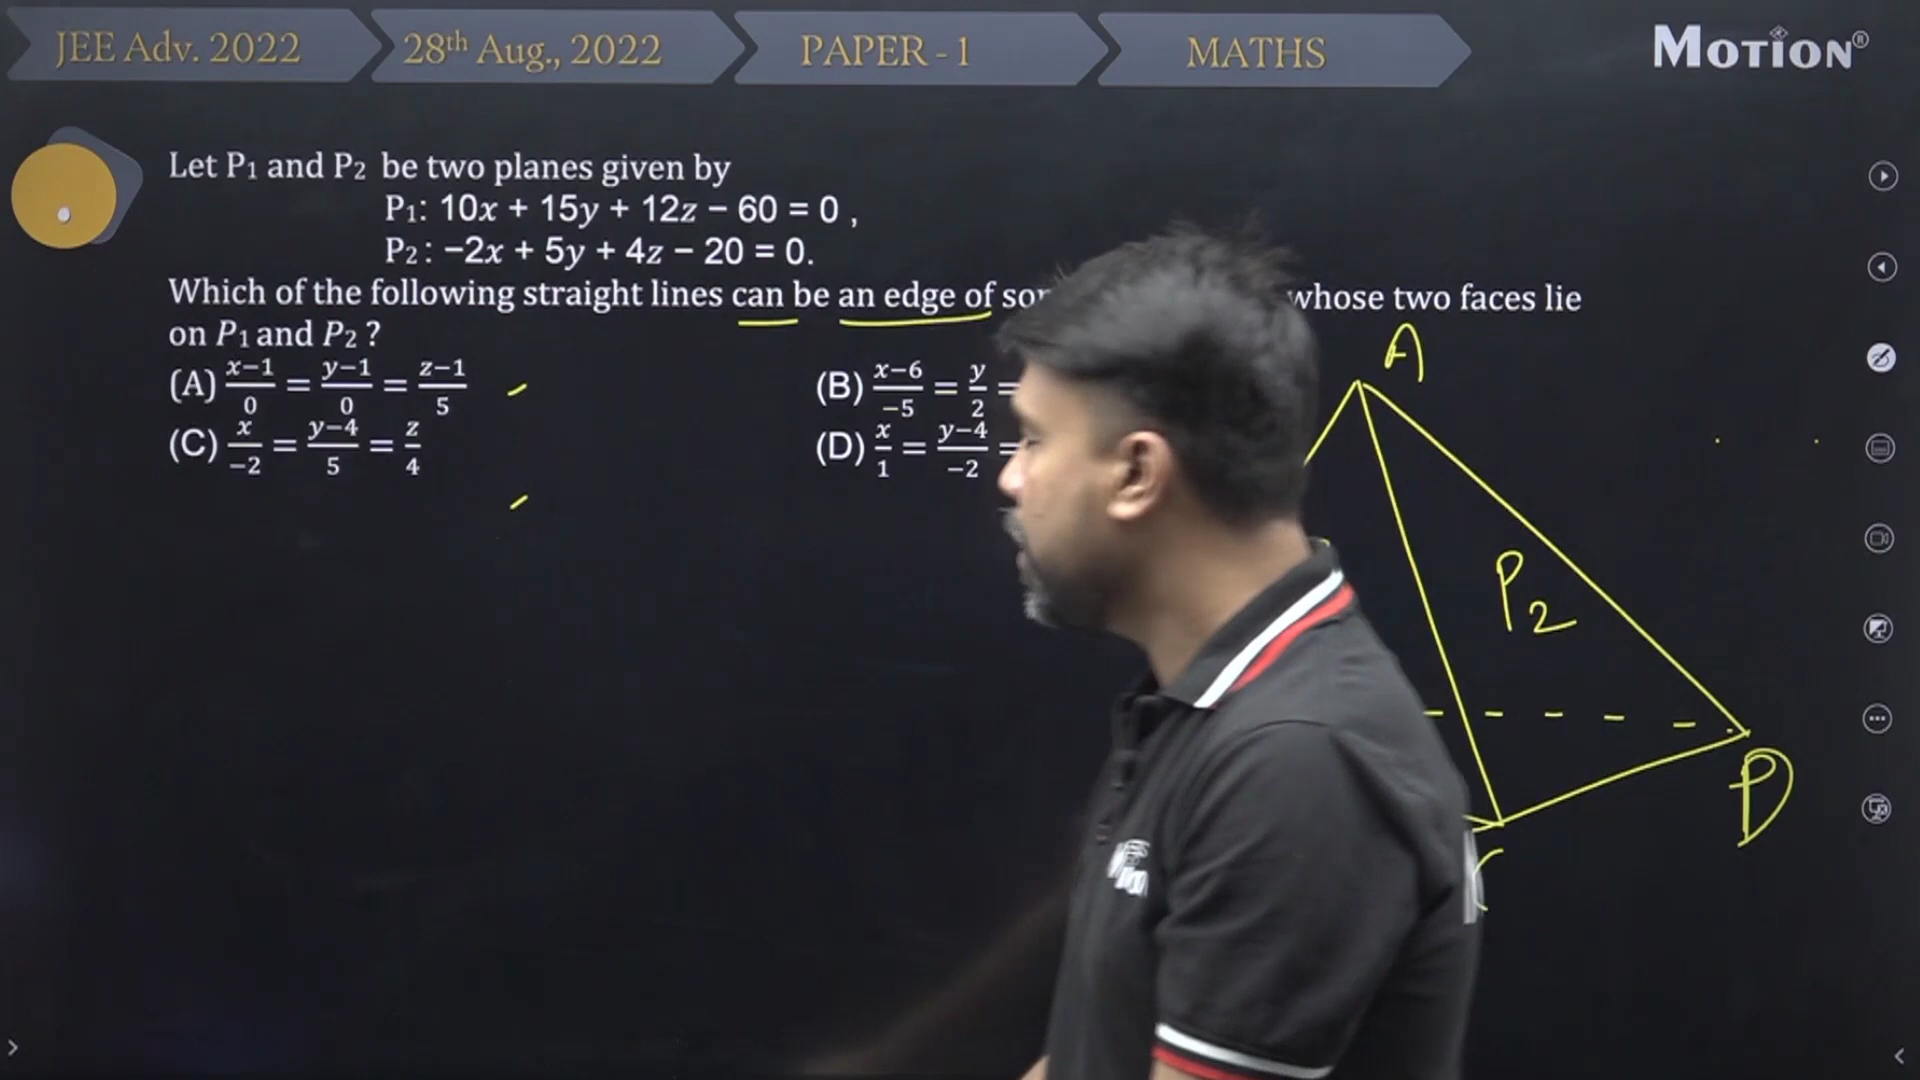 JEE Adv. 2022 28th Aug., 2022 PAPER - 1 MATHS MOTION®
Let P1 and P2 be two planes given by
P1: 10x + 15y + 12z − 60 = 0 ,
P2 : −2x + 5y + 4z − 20 = 0.
Which of the following straight lines can be an edge of whose two faces lie
on P1 and P2 ?
(A) x−1/0 = y−1/0 = z−1/5 (B) x−6/−5 = y/2 =
(C) x/−2 = y−4/5 = z/4 (D) x/1 = y−4/−2 =
A
P2
D